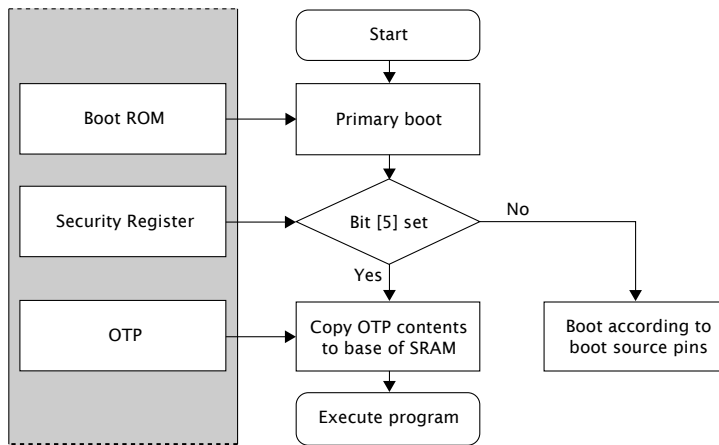 Start
Boot ROM
Primary boot
Security Register
Bit [5] set
No
Yes
OTP
Copy OTP contents
to base of SRAM
Boot according to
boot source pins
Execute program